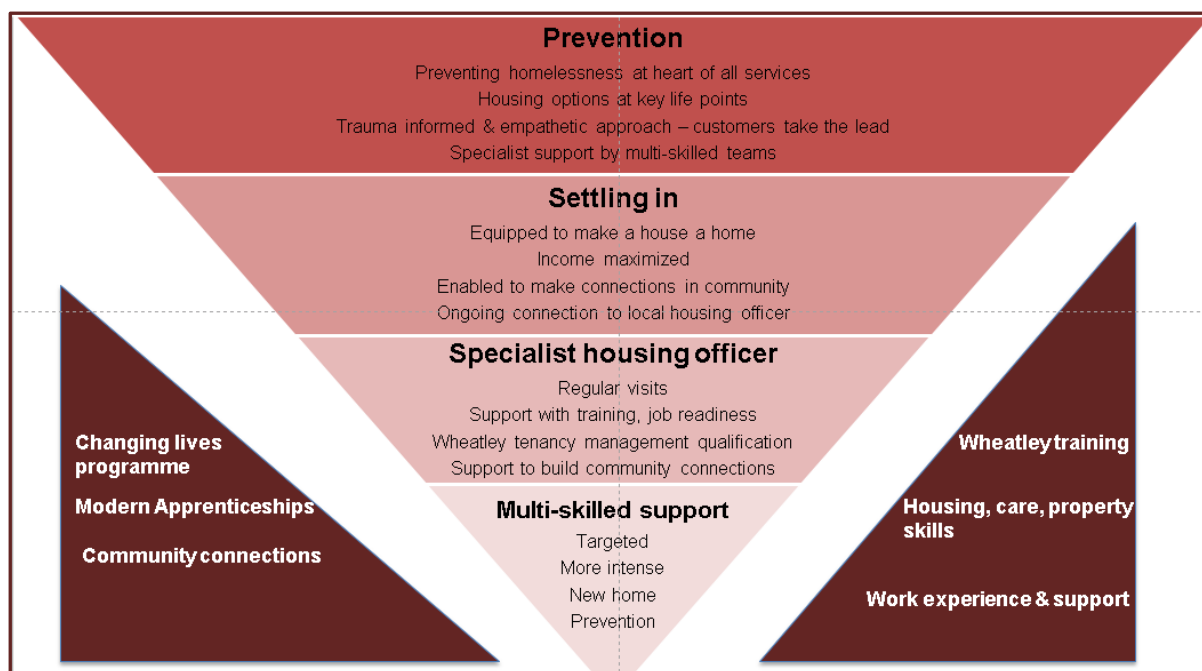 Prevention
Preventing homelessness at heart of all services
Housing options at key life points
Trauma informed & empathetic approach – customers take the lead
Specialist support by multi-skilled teams
Settling in
Equipped to make a house a home
Income maximized
Enabled to make connections in community
Ongoing connection to local housing officer
Specialist housing officer
Regular visits
Support with training, job readiness
Wheatley tenancy management qualification
Support to build community connections
Multi-skilled support
Targeted
More intense
New home
Prevention
Changing lives
programme
Modern Apprenticeships
Community connections
Wheatley training
Housing, care, property
skills
Work experience & support